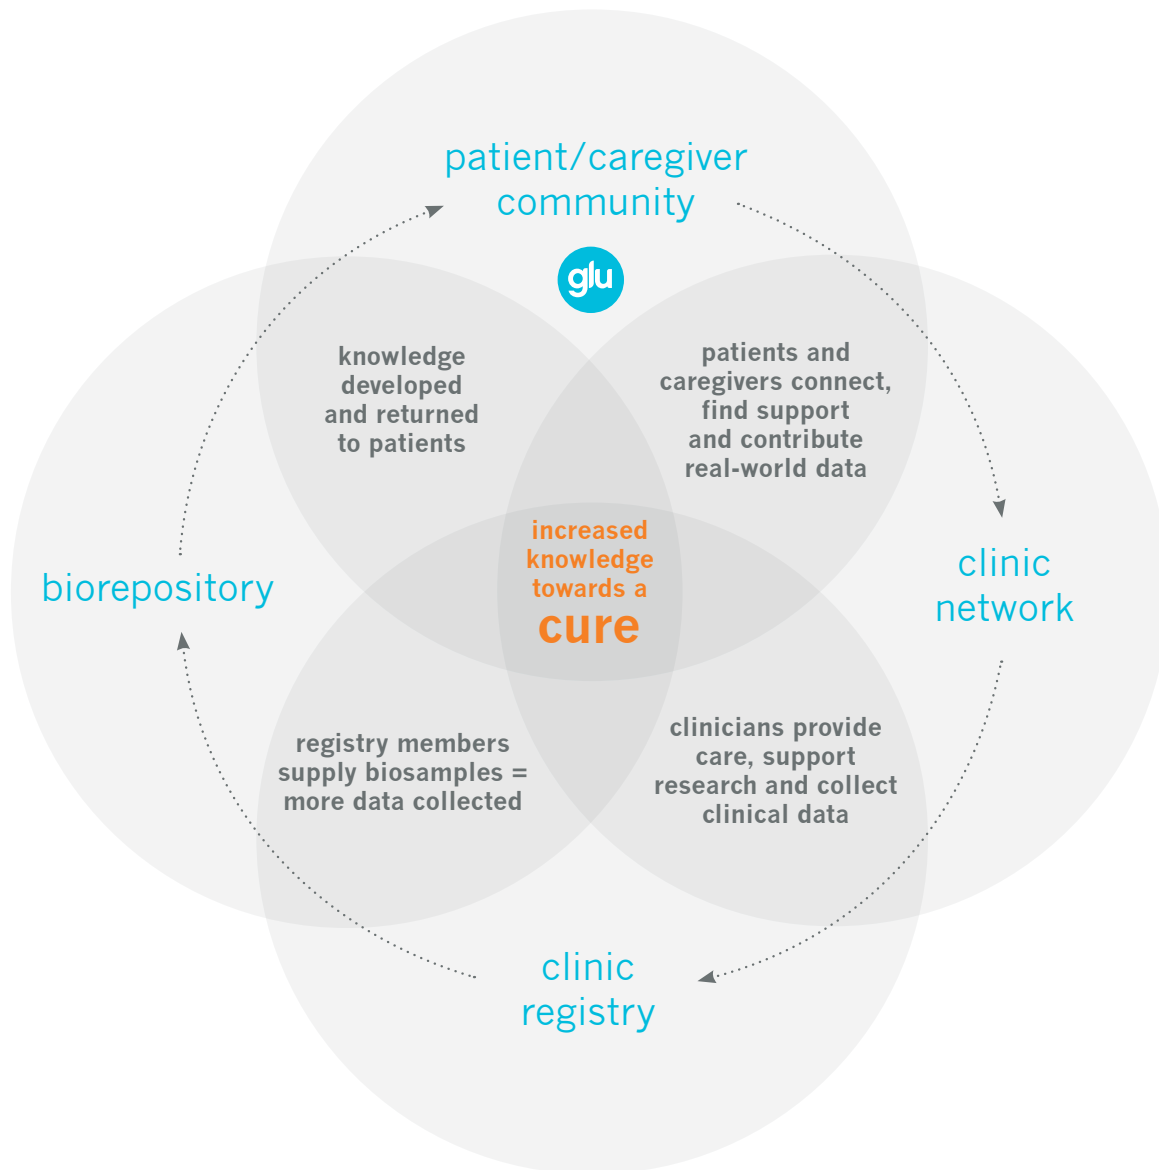 patient/caregiver
community
glu
knowledge
developed
and returned
to patients
patients and
caregivers connect,
find support
and contribute
real-world data
increased
knowledge
towards a
cure
biorepository
clinic
network
registry members
supply biosamples =
more data collected
clinicians provide
care, support
research and collect
clinical data
clinic
registry